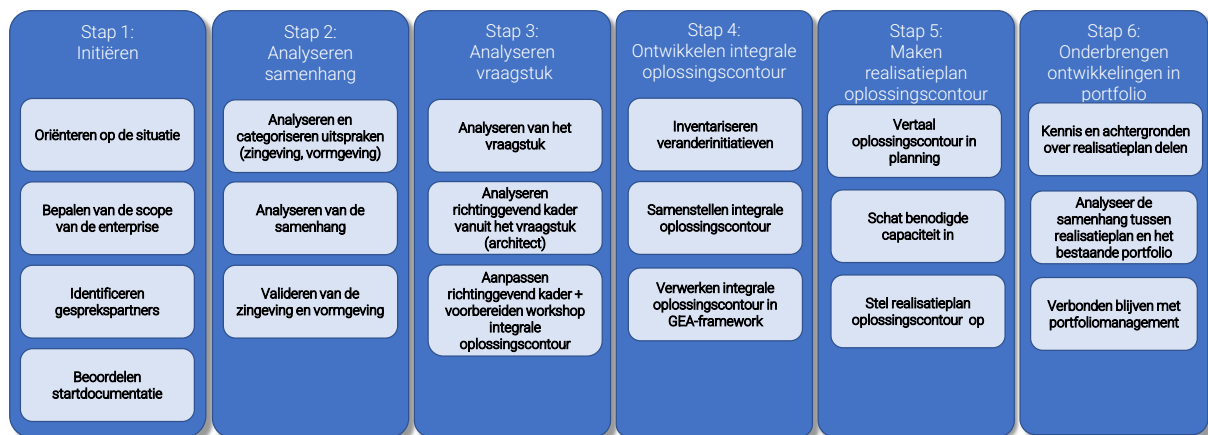 Stap 1:
Initiëren
Oriënteren op de situatie
Bepalen van de scope
van de enterprise
Identificeren
gesprekspartners
Beoordelen
startdocumentatie
Stap 2:
Analyseren
samenhang
Analyseren en
categoriseren uitspraken
(zingeving, vormgeving)
Analyseren van de
samenhang
Valideren van de
zingeving en vormgeving
Stap 3:
Analyseren
vraagstuk
Analyseren van het
vraagstuk
Analyseren
richtinggevend kader
vanuit het vraagstuk
(architect)
Aanpassen
richtinggevend kader +
voorbereiden workshop
integrale
oplossingscontour
Stap 4:
Ontwikkelen integrale
oplossingscontour
Inventariseren
veranderinitiatieven
Samenstellen integrale
oplossingscontour
Verwerken integrale
oplossingscontour in
GEA-framework
Stap 5:
Maken
realisatieplan
oplossingscontour
Vertaal
oplossingscontour in
planning
Schat benodigde
capaciteit in
Stel realisatieplan
oplossingscontour op
Stap 6:
Onderbrengen
ontwikkelingen in
portfolio
Kennis en achtergronden
over realisatieplan delen
Analyseer de
samenhang tussen
realisatieplan en het
bestaande portfolio
Verbonden blijven met
portfoliomanagement